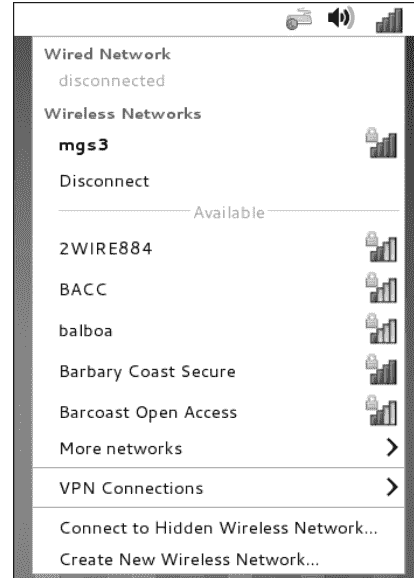 Wired Network
disconnected
Wireless Networks
mgs3
Disconnect
Available
2WIRE884
BACC
balboa
Barbary Coast Secure
Barcoast Open Access
More networks
VPN Connections
Connect to Hidden Wireless Network...
Create New Wireless Network...